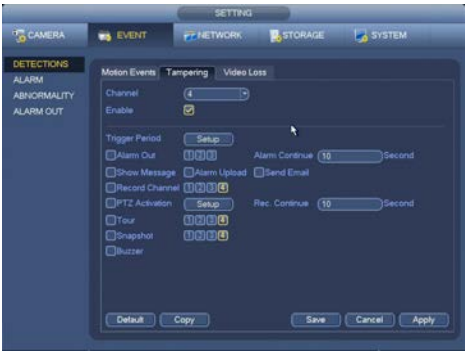 SETTING
CAMERA EVENT NETWORK STORAGE SYSTEM
DETECTIONS
ALARM
ABNORMALITY
ALARM OUT
Motion Events Tampering Video Loss
Channel 4
Enable
Trigger Period Setup
Alarm Out 1 2 3 Alarm Continue 10 Second
Show Message Alarm Upload Send Email
Record Channel 1 2 3 4
PTZ Activation Setup Rec. Continue 10 Second
Tour 1 2 3 4
Snapshot 1 2 3 4
Buzzer
Default Copy Save Cancel Apply